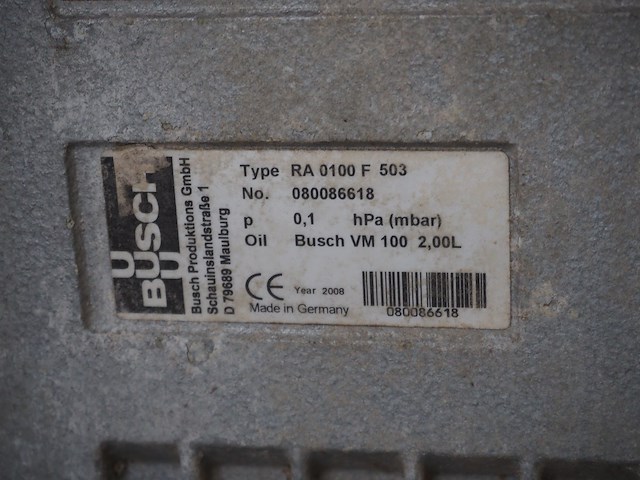 BUSCH
U
BU
Busch Produktions GmbH
Schauinslandstraße 1
D 79689 Maulburg
Type RA 0100 F 503
No. 080086618
p 0,1 hPa (mbar)
Oil Busch VM 100 2,00L
CE Year 2008
Made in Germany
080086618